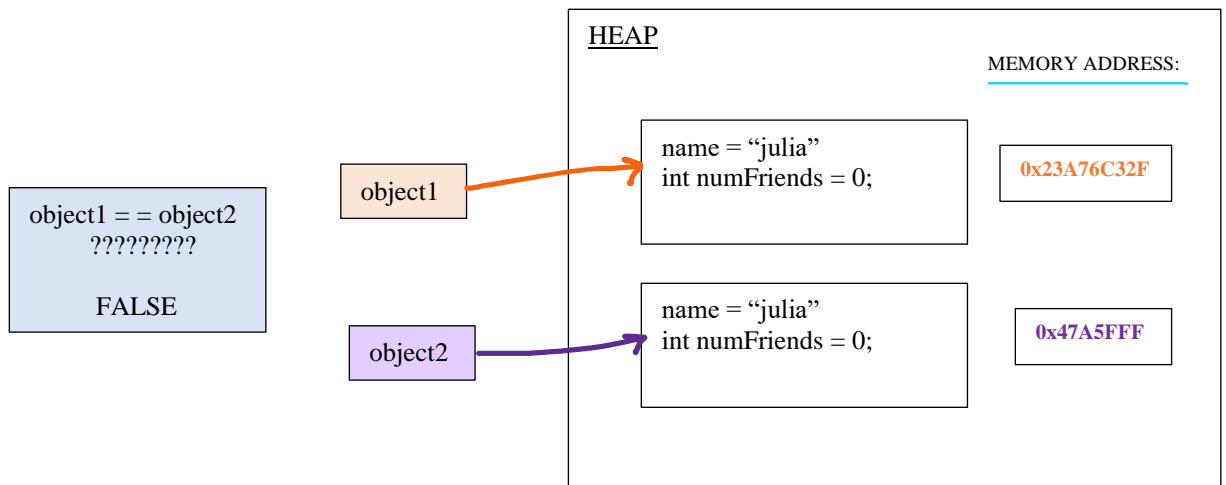 HEAP
MEMORY ADDRESS:
name = “julia”
int numFriends = 0;
0x23A76C32F
object1
object1 = = object2
?????????
FALSE
name = “julia”
int numFriends = 0;
0x47A5FFF
object2